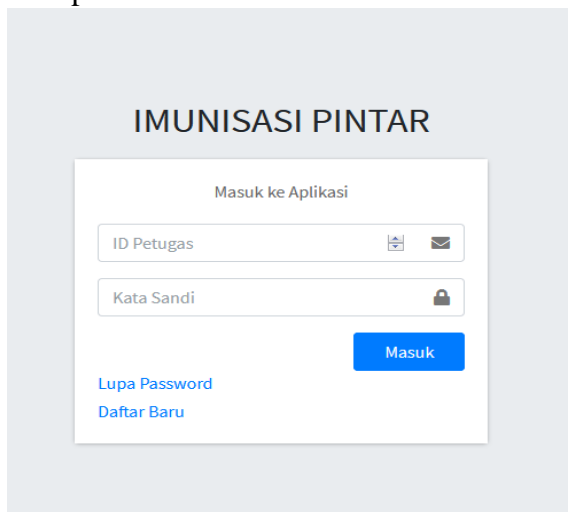 IMUNISASI PINTAR
Masuk ke Aplikasi
ID Petugas
Kata Sandi
Masuk
Lupa Password
Daftar Baru